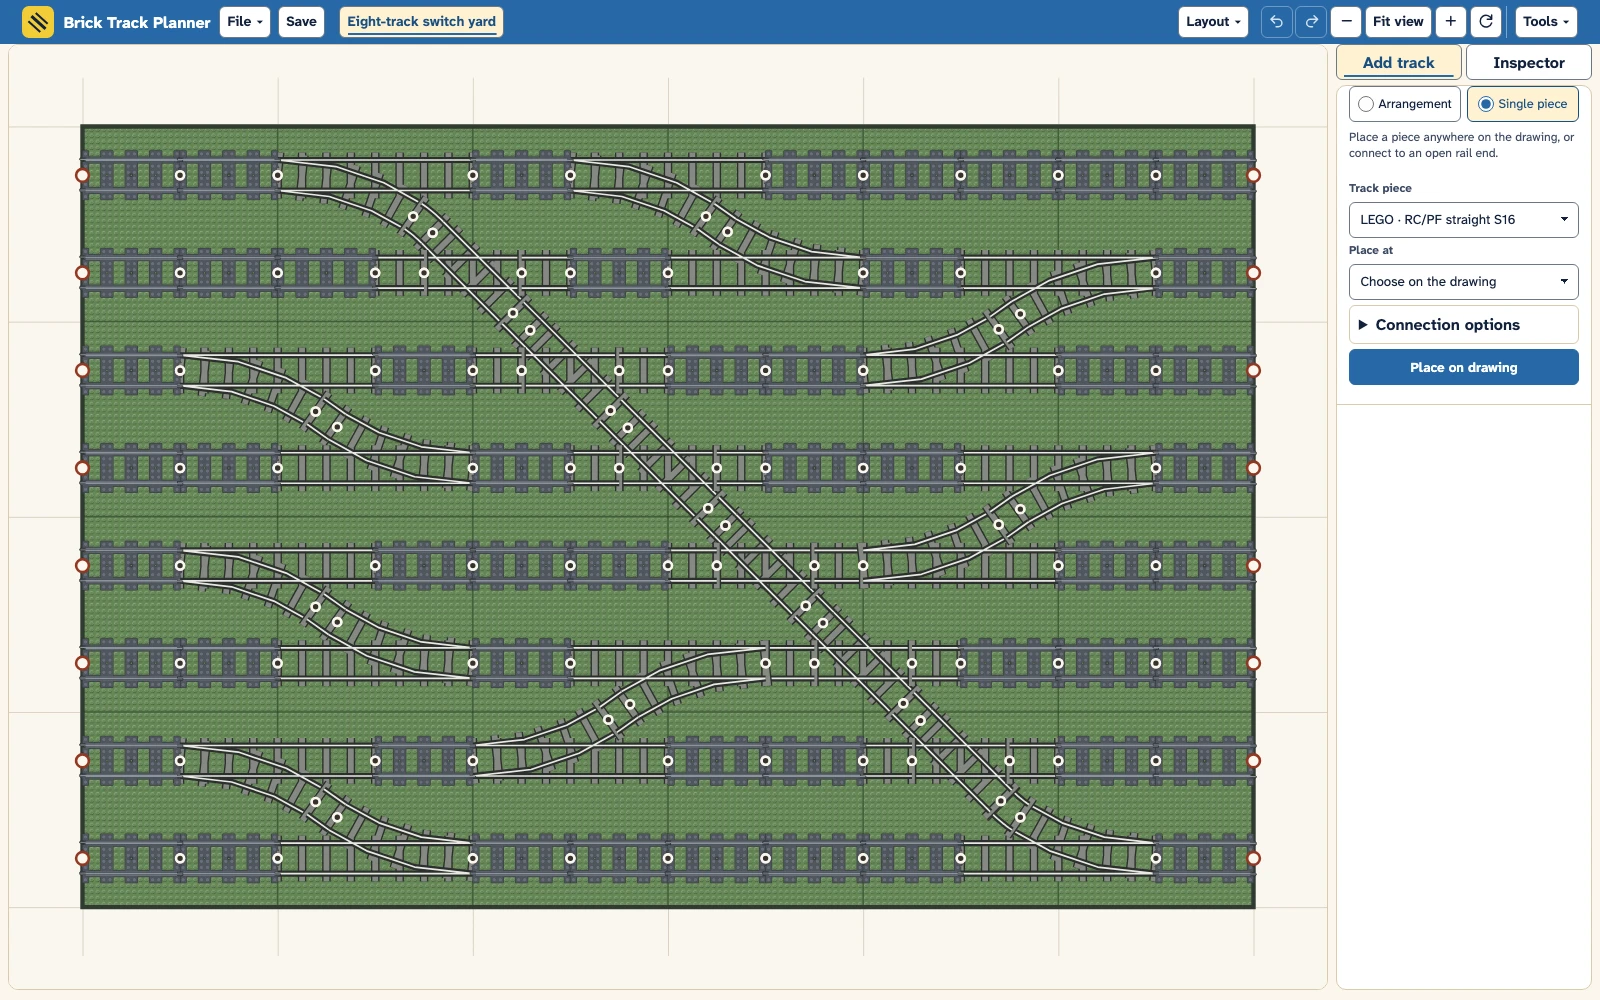 Brick Track Planner
File
Save
Eight-track switch yard
Layout
Fit view
Tools
Add track
Inspector
Arrangement
Single piece
Place a piece anywhere on the drawing, or
connect to an open rail end.
Track piece
LEGO · RC/PF straight S16
Place at
Choose on the drawing
Connection options
Place on drawing